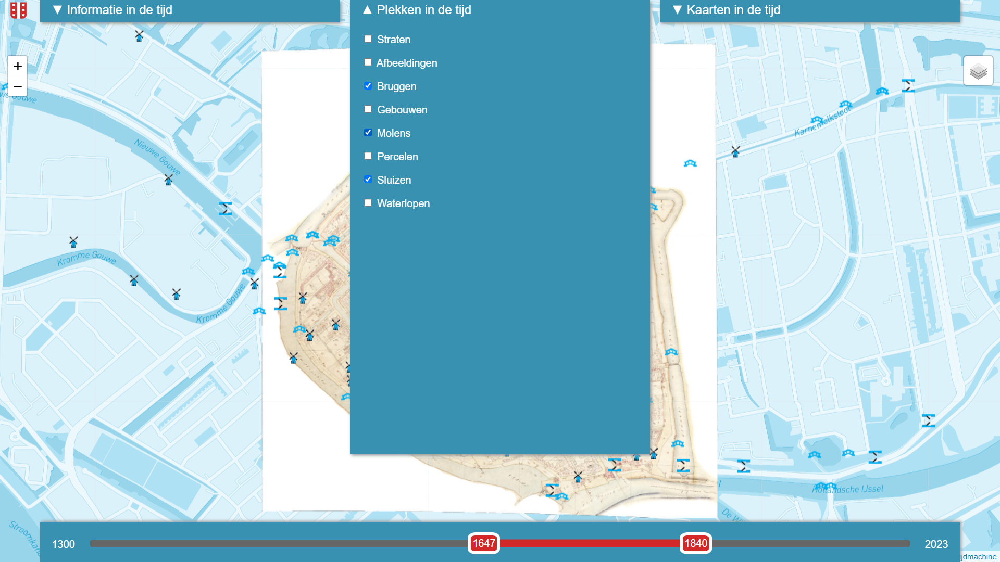 ▼ Informatie in de tijd
▲ Plekken in de tijd
▼ Kaarten in de tijd
Straten
Afbeeldingen
Bruggen
Gebouwen
Molens
Percelen
Sluizen
Waterlopen
+
−
Gouwe
Nieuwe Gouwe
Kromme Gouwe
Kromme Gouwe
Karnemelksloot
Hollandsche IJssel
De W
Stroomkana
1300
1647
1840
2023
jdmachine